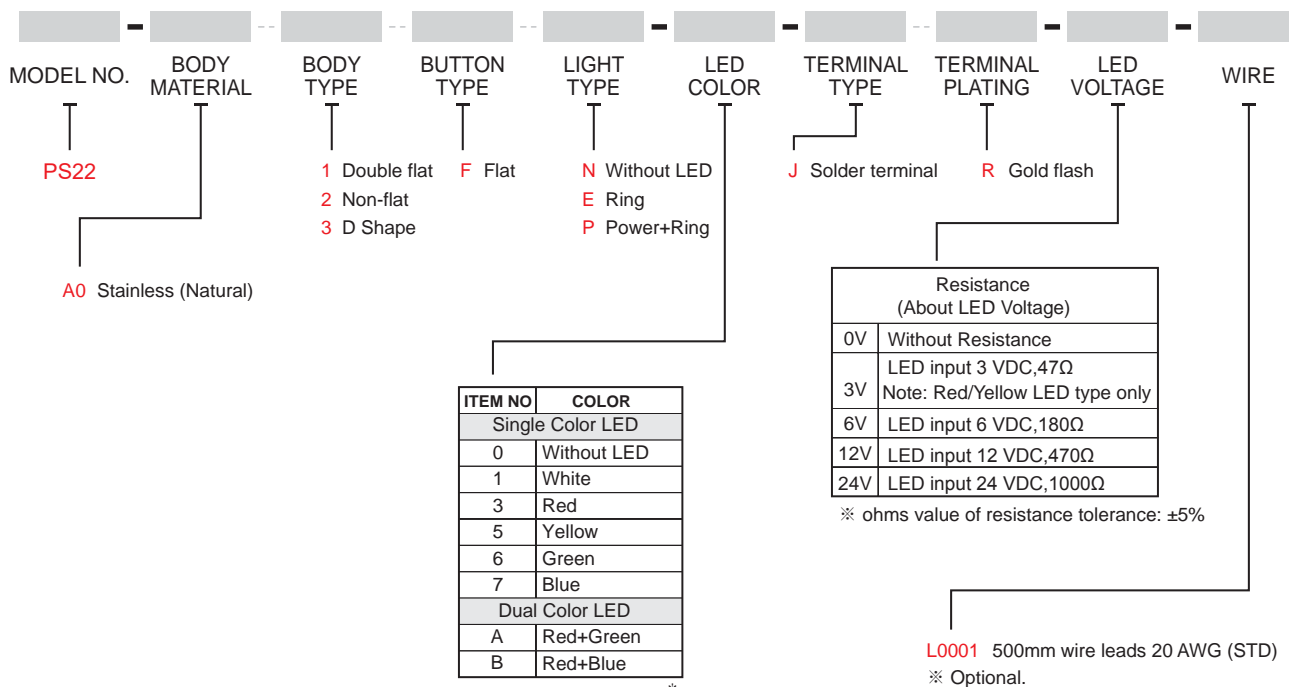 MODEL NO.
BODY
MATERIAL
BODY
TYPE
BUTTON
TYPE
LIGHT
TYPE
LED
COLOR
TERMINAL
TYPE
TERMINAL
PLATING
LED
VOLTAGE
WIRE
PS22
1 Double flat
2 Non-flat
3 D Shape
F Flat
N Without LED
E Ring
P Power+Ring
J Solder terminal
R Gold flash
A0 Stainless (Natural)
Resistance
(About LED Voltage)
0V Without Resistance
3V LED input 3 VDC,47Ω
Note: Red/Yellow LED type only
6V LED input 6 VDC,180Ω
12V LED input 12 VDC,470Ω
24V LED input 24 VDC,1000Ω
※ ohms value of resistance tolerance: ±5%
ITEM NO COLOR
Single Color LED
0 Without LED
1 White
3 Red
5 Yellow
6 Green
7 Blue
Dual Color LED
A Red+Green
B Red+Blue
L0001 500mm wire leads 20 AWG (STD)
※ Optional.